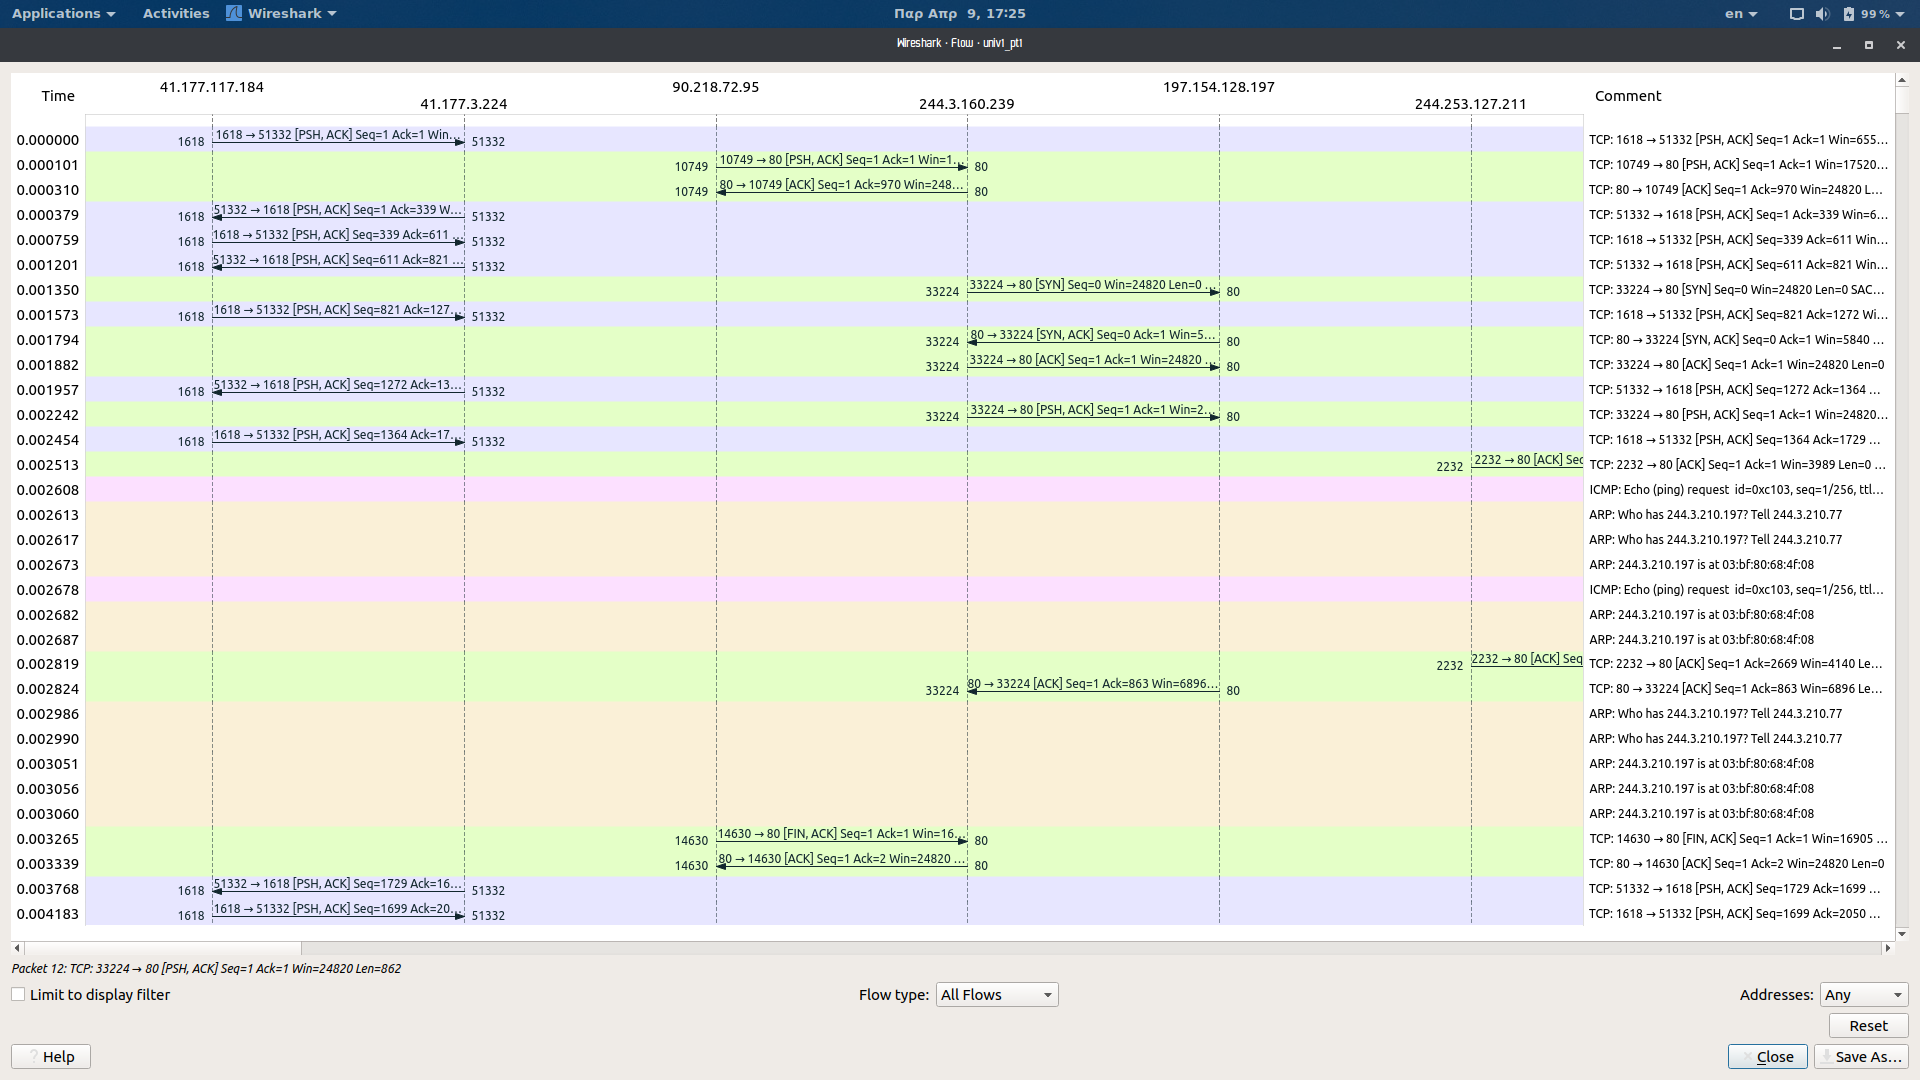 Applications Activities Wireshark Παρ Απρ 9, 17:25 en 99 %
Wireshark · Flow · univ1_pt1
41.177.117.184 90.218.72.95 197.154.128.197
Time Comment
41.177.3.224 244.3.160.239 244.253.127.211
0.000000 1618 1618 → 51332 [PSH, ACK] Seq=1 Ack=1 Win... 51332 TCP: 1618 → 51332 [PSH, ACK] Seq=1 Ack=1 Win=655...
0.000101 10749 10749 → 80 [PSH, ACK] Seq=1 Ack=1 Win=1... 80 TCP: 10749 → 80 [PSH, ACK] Seq=1 Ack=1 Win=17520...
0.000310 10749 80 → 10749 [ACK] Seq=1 Ack=970 Win=248... 80 TCP: 80 → 10749 [ACK] Seq=1 Ack=970 Win=24820 L...
0.000379 1618 51332 → 1618 [PSH, ACK] Seq=1 Ack=339 W... 51332 TCP: 51332 → 1618 [PSH, ACK] Seq=1 Ack=339 Win=6...
0.000759 1618 1618 → 51332 [PSH, ACK] Seq=339 Ack=611 ... 51332 TCP: 1618 → 51332 [PSH, ACK] Seq=339 Ack=611 Win...
0.001201 1618 51332 → 1618 [PSH, ACK] Seq=611 Ack=821 ... 51332 TCP: 51332 → 1618 [PSH, ACK] Seq=611 Ack=821 Win...
0.001350 33224 33224 → 80 [SYN] Seq=0 Win=24820 Len=0 ... 80 TCP: 33224 → 80 [SYN] Seq=0 Win=24820 Len=0 SAC...
0.001573 1618 1618 → 51332 [PSH, ACK] Seq=821 Ack=127... 51332 TCP: 1618 → 51332 [PSH, ACK] Seq=821 Ack=1272 Wi...
0.001794 33224 80 → 33224 [SYN, ACK] Seq=0 Ack=1 Win=5... 80 TCP: 80 → 33224 [SYN, ACK] Seq=0 Ack=1 Win=5840 ...
0.001882 33224 33224 → 80 [ACK] Seq=1 Ack=1 Win=24820 ... 80 TCP: 33224 → 80 [ACK] Seq=1 Ack=1 Win=24820 Len=0
0.001957 1618 51332 → 1618 [PSH, ACK] Seq=1272 Ack=13... 51332 TCP: 51332 → 1618 [PSH, ACK] Seq=1272 Ack=1364 ...
0.002242 33224 33224 → 80 [PSH, ACK] Seq=1 Ack=1 Win=2... 80 TCP: 33224 → 80 [PSH, ACK] Seq=1 Ack=1 Win=24820...
0.002454 1618 1618 → 51332 [PSH, ACK] Seq=1364 Ack=17... 51332 TCP: 1618 → 51332 [PSH, ACK] Seq=1364 Ack=1729 ...
0.002513 2232 2232 → 80 [ACK] Seq TCP: 2232 → 80 [ACK] Seq=1 Ack=1 Win=3989 Len=0 ...
0.002608 ICMP: Echo (ping) request id=0xc103, seq=1/256, ttl...
0.002613 ARP: Who has 244.3.210.197? Tell 244.3.210.77
0.002617 ARP: Who has 244.3.210.197? Tell 244.3.210.77
0.002673 ARP: 244.3.210.197 is at 03:bf:80:68:4f:08
0.002678 ICMP: Echo (ping) request id=0xc103, seq=1/256, ttl...
0.002682 ARP: 244.3.210.197 is at 03:bf:80:68:4f:08
0.002687 ARP: 244.3.210.197 is at 03:bf:80:68:4f:08
0.002819 2232 2232 → 80 [ACK] Seq TCP: 2232 → 80 [ACK] Seq=1 Ack=2669 Win=4140 Le...
0.002824 33224 80 → 33224 [ACK] Seq=1 Ack=863 Win=6896... 80 TCP: 80 → 33224 [ACK] Seq=1 Ack=863 Win=6896 Le...
0.002986 ARP: Who has 244.3.210.197? Tell 244.3.210.77
0.002990 ARP: Who has 244.3.210.197? Tell 244.3.210.77
0.003051 ARP: 244.3.210.197 is at 03:bf:80:68:4f:08
0.003056 ARP: 244.3.210.197 is at 03:bf:80:68:4f:08
0.003060 ARP: 244.3.210.197 is at 03:bf:80:68:4f:08
0.003265 14630 14630 → 80 [FIN, ACK] Seq=1 Ack=1 Win=16... 80 TCP: 14630 → 80 [FIN, ACK] Seq=1 Ack=1 Win=16905 ...
0.003339 14630 80 → 14630 [ACK] Seq=1 Ack=2 Win=24820 ... 80 TCP: 80 → 14630 [ACK] Seq=1 Ack=2 Win=24820 Len=0
0.003768 1618 51332 → 1618 [PSH, ACK] Seq=1729 Ack=16... 51332 TCP: 51332 → 1618 [PSH, ACK] Seq=1729 Ack=1699 ...
0.004183 1618 1618 → 51332 [PSH, ACK] Seq=1699 Ack=20... 51332 TCP: 1618 → 51332 [PSH, ACK] Seq=1699 Ack=2050 ...
Packet 12: TCP: 33224 → 80 [PSH, ACK] Seq=1 Ack=1 Win=24820 Len=862
Limit to display filter Flow type: All Flows Addresses: Any
Reset
Help Close Save As...